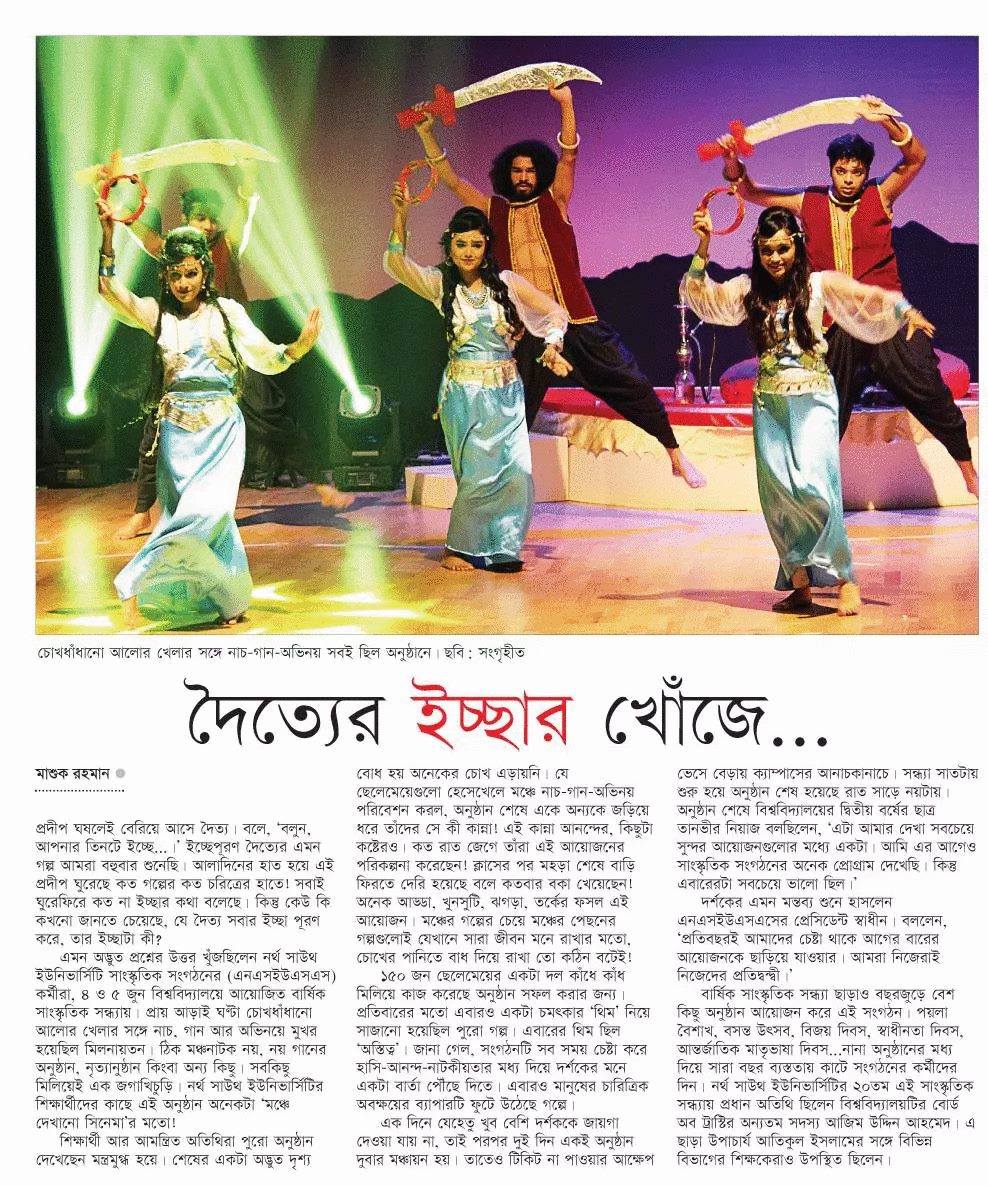 চোখধাঁধানো আলোর খেলার সঙ্গে নাচ-গান-অভিনয় সবই ছিল অনুষ্ঠানে। ছবি : সংগৃহীত
দৈত্যের ইচ্ছার খোঁজে...
মাশুক রহমান
প্রদীপ ঘষলেই বেরিয়ে আসে দৈত্য। বলে, ‘বলুন,
আপনার তিনটে ইচ্ছে...।’ ইচ্ছেপূরণ দৈত্যের এমন
গল্প আমরা বহুবার শুনেছি। আলাদিনের হাত হয়ে এই
প্রদীপ ঘুরেছে কত গল্পের কত চরিত্রের হাতে! সবাই
ঘুরেফিরে কত না ইচ্ছার কথা বলেছে। কিন্তু কেউ কি
কখনো জানতে চেয়েছে, যে দৈত্য সবার ইচ্ছা পূরণ
করে, তার ইচ্ছাটা কী?
এমন অদ্ভুত প্রশ্নের উত্তর খুঁজছিলেন নর্থ সাউথ
ইউনিভার্সিটি সাংস্কৃতিক সংগঠনের (এনএসইউএসএস)
কর্মীরা, ৪ ও ৫ জুন বিশ্ববিদ্যালয়ে আয়োজিত বার্ষিক
সাংস্কৃতিক সন্ধ্যায়। প্রায় আড়াই ঘণ্টা চোখধাঁধানো
আলোর খেলার সঙ্গে নাচ, গান আর অভিনয়ে মুখর
হয়েছিল মিলনায়তন। ঠিক মঞ্চনাটক নয়, নয় গানের
অনুষ্ঠান, নৃত্যানুষ্ঠান কিংবা অন্য কিছু। সবকিছু
মিলিয়েই এক জগাখিচুড়ি। নর্থ সাউথ ইউনিভার্সিটির
শিক্ষার্থীদের কাছে এই অনুষ্ঠান অনেকটা ‘মঞ্চে
দেখানো সিনেমা’র মতো!
শিক্ষার্থী আর আমন্ত্রিত অতিথিরা পুরো অনুষ্ঠান
দেখেছেন মন্ত্রমুগ্ধ হয়ে। শেষের একটা অদ্ভুত দৃশ্য
বোধ হয় অনেকের চোখ এড়ায়নি। যে
ছেলেমেয়েগুলো হেসেখেলে মঞ্চে নাচ-গান-অভিনয়
পরিবেশন করল, অনুষ্ঠান শেষে একে অন্যকে জড়িয়ে
ধরে তাঁদের সে কী কান্না! এই কান্না আনন্দের, কিছুটা
কষ্টেরও। কত রাত জেগে তাঁরা এই আয়োজনের
পরিকল্পনা করেছেন! ক্লাসের পর মহড়া শেষে বাড়ি
ফিরতে দেরি হয়েছে বলে কতবার বকা খেয়েছেন!
অনেক আড্ডা, খুনসুটি, ঝগড়া, তর্কের ফসল এই
আয়োজন। মঞ্চের গল্পের চেয়ে মঞ্চের পেছনের
গল্পগুলোই যেখানে সারা জীবন মনে রাখার মতো,
চোখের পানিতে বাধ দিয়ে রাখা তো কঠিন বটেই!
১৫০ জন ছেলেমেয়ের একটা দল কাঁধে কাঁধ
মিলিয়ে কাজ করেছে অনুষ্ঠান সফল করার জন্য।
প্রতিবারের মতো এবারও একটা চমৎকার ‘থিম’ নিয়ে
সাজানো হয়েছিল পুরো গল্প। এবারের থিম ছিল
‘অস্তিত্ব’। জানা গেল, সংগঠনটি সব সময় চেষ্টা করে
হাসি-আনন্দ-নাটকীয়তার মধ্য দিয়ে দর্শকের মনে
একটা বার্তা পৌঁছে দিতে। এবারও মানুষের চারিত্রিক
অবক্ষয়ের ব্যাপারটি ফুটে উঠেছে গল্পে।
এক দিনে যেহেতু খুব বেশি দর্শককে জায়গা
দেওয়া যায় না, তাই পরপর দুই দিন একই অনুষ্ঠান
দুবার মঞ্চায়ন হয়। তাতেও টিকিট না পাওয়ার আক্ষেপ
ভেসে বেড়ায় ক্যাম্পাসের আনাচকানাচে। সন্ধ্যা সাতটায়
শুরু হয়ে অনুষ্ঠান শেষ হয়েছে রাত সাড়ে নয়টায়।
অনুষ্ঠান শেষে বিশ্ববিদ্যালয়ের দ্বিতীয় বর্ষের ছাত্র
তানভীর নিয়াজ বলছিলেন, ‘এটা আমার দেখা সবচেয়ে
সুন্দর আয়োজনগুলোর মধ্যে একটা। আমি এর আগেও
সাংস্কৃতিক সংগঠনের অনেক প্রোগ্রাম দেখেছি। কিন্তু
এবারেরটা সবচেয়ে ভালো ছিল।’
দর্শকের এমন মন্তব্য শুনে হাসলেন
এনএসইউএসএসের প্রেসিডেন্ট স্বাধীন। বললেন,
‘প্রতিবছরই আমাদের চেষ্টা থাকে আগের বারের
আয়োজনকে ছাড়িয়ে যাওয়ার। আমরা নিজেরাই
নিজেদের প্রতিদ্বন্দ্বী।’
বার্ষিক সাংস্কৃতিক সন্ধ্যা ছাড়াও বছরজুড়ে বেশ
কিছু অনুষ্ঠান আয়োজন করে এই সংগঠন। পয়লা
বৈশাখ, বসন্ত উৎসব, বিজয় দিবস, স্বাধীনতা দিবস,
আন্তর্জাতিক মাতৃভাষা দিবস...নানা অনুষ্ঠানের মধ্য
দিয়ে সারা বছর ব্যস্ততায় কাটে সংগঠনের কর্মীদের
দিন। নর্থ সাউথ ইউনিভার্সিটির ২০তম এই সাংস্কৃতিক
সন্ধ্যায় প্রধান অতিথি ছিলেন বিশ্ববিদ্যালয়টির বোর্ড
অব ট্রাস্টির অন্যতম সদস্য আজিম উদ্দিন আহমেদ। এ
ছাড়া উপাচার্য আতিকুল ইসলামের সঙ্গে বিভিন্ন
বিভাগের শিক্ষকেরাও উপস্থিত ছিলেন।